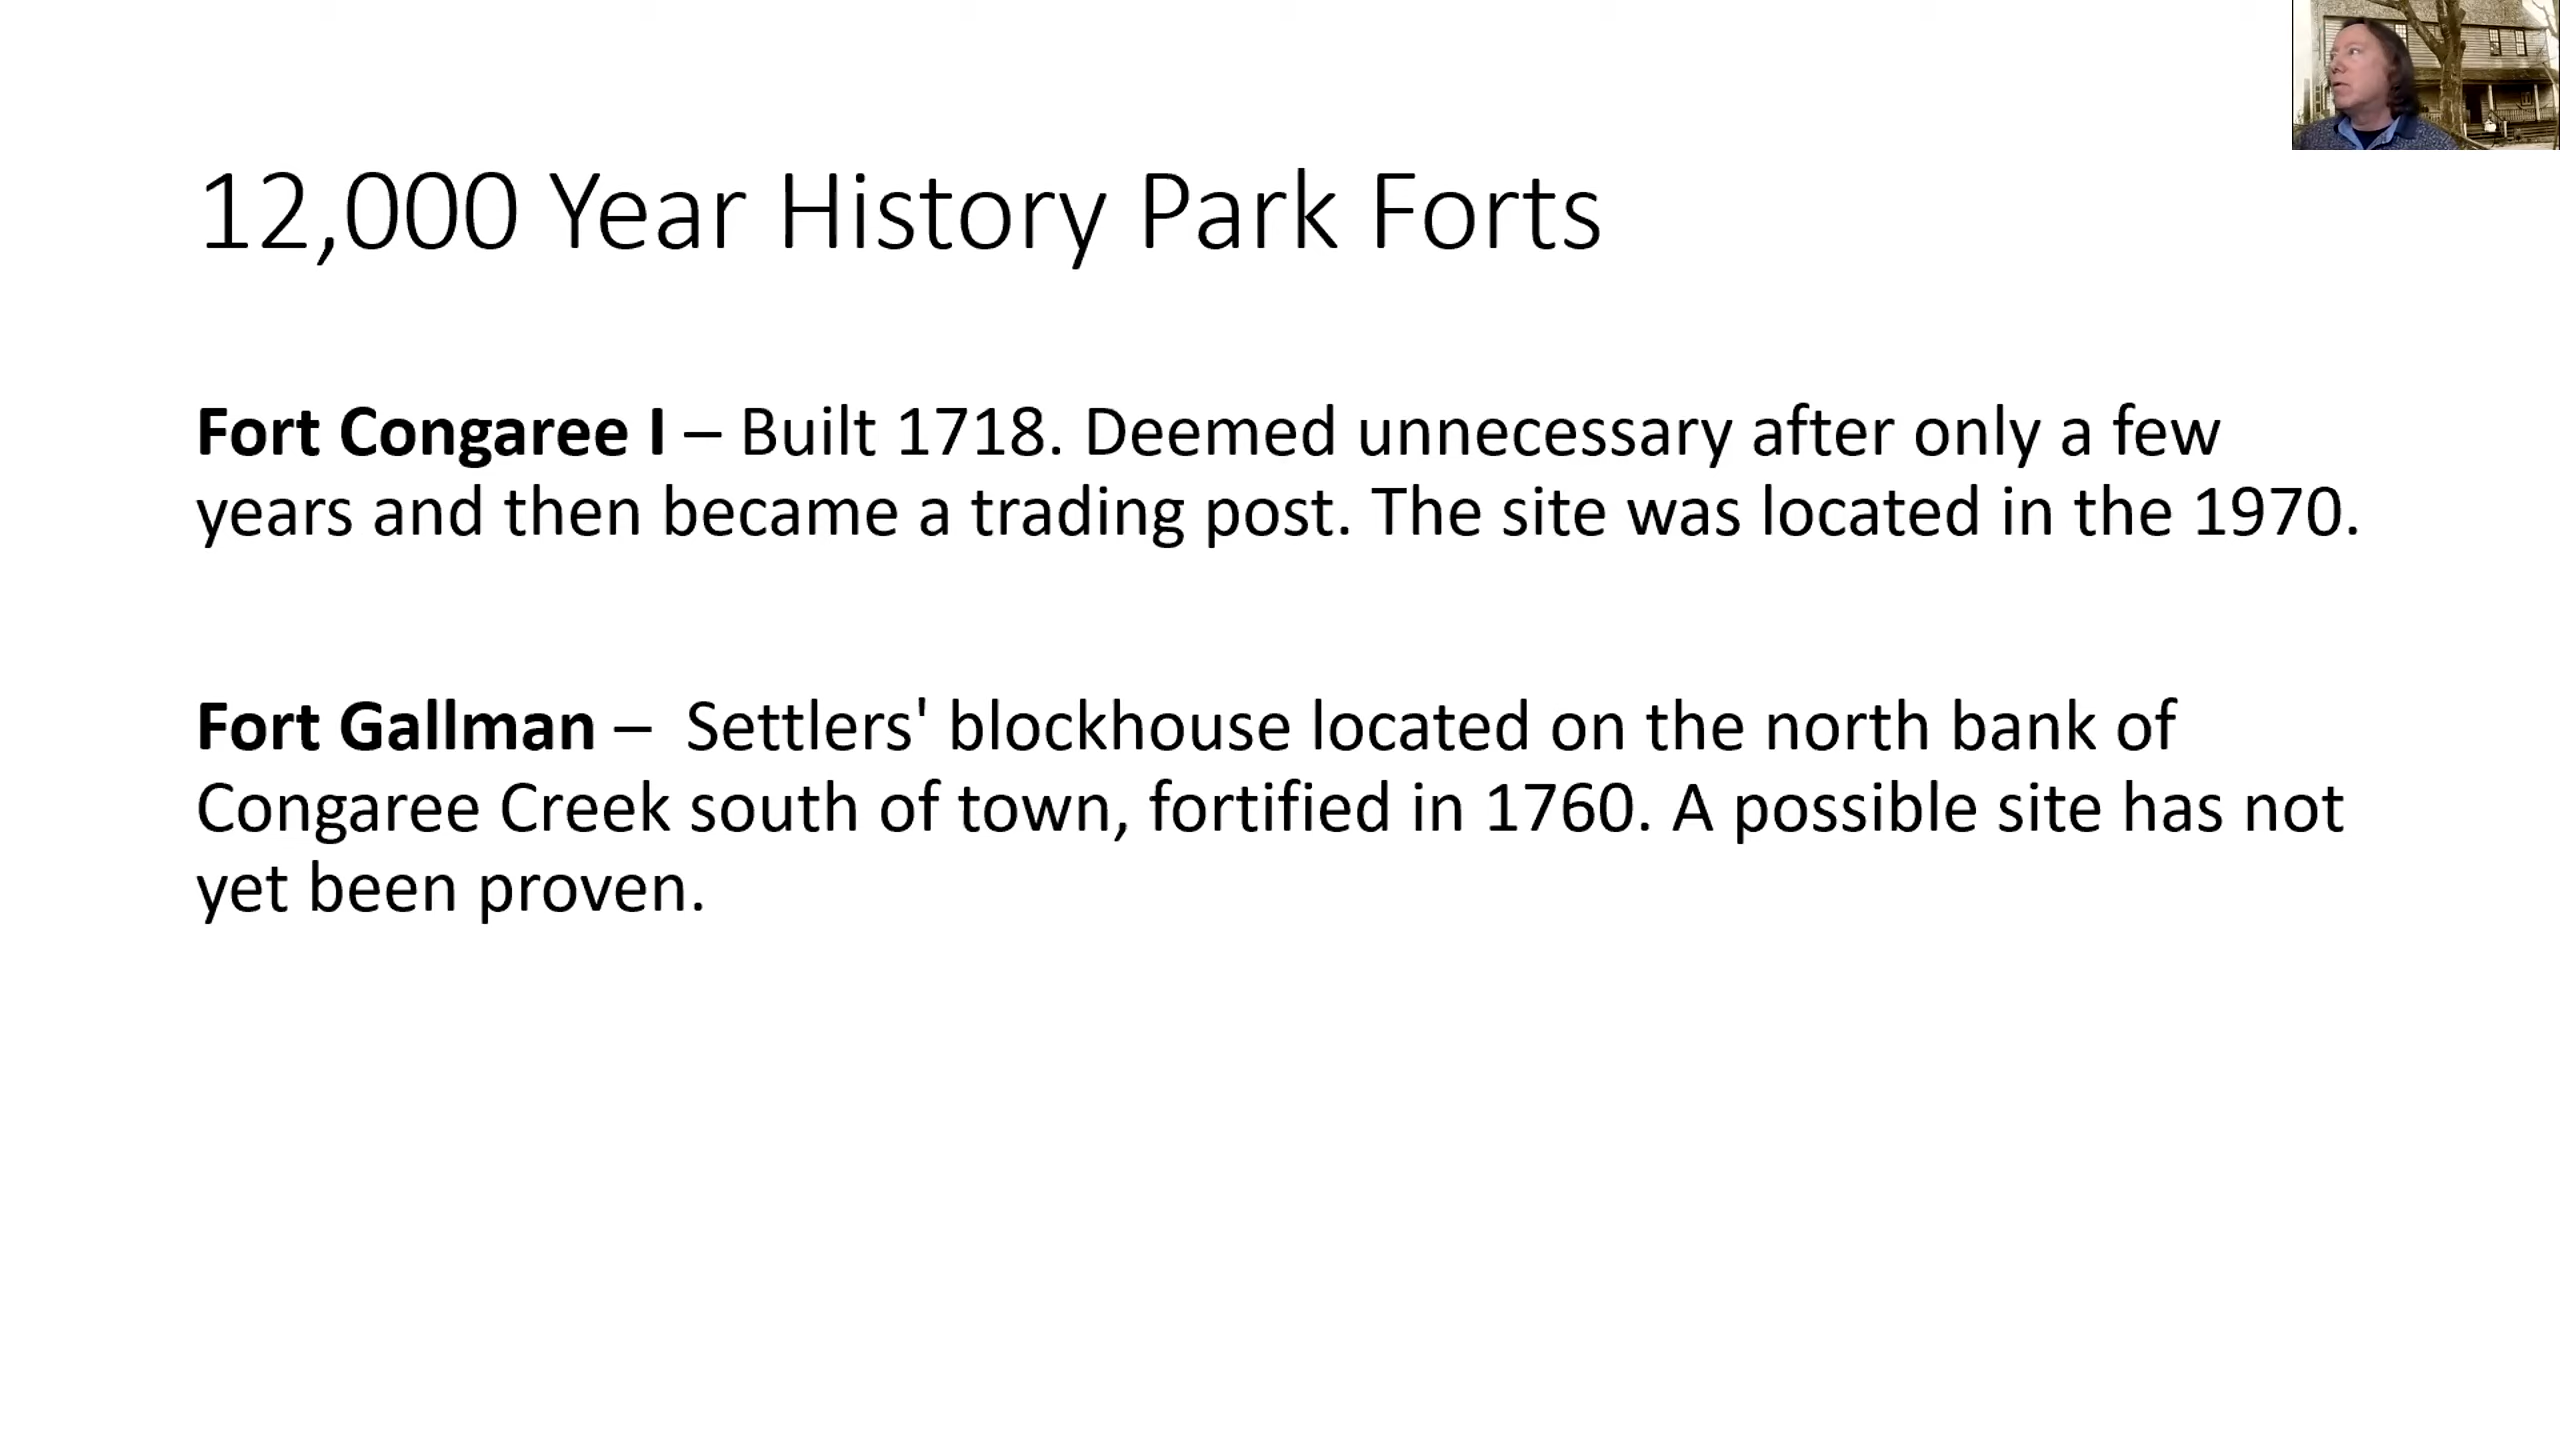 12,000 Year History Park Forts
Fort Congaree I – Built 1718. Deemed unnecessary after only a few
years and then became a trading post. The site was located in the 1970.
Fort Gallman –  Settlers' blockhouse located on the north bank of
Congaree Creek south of town, fortified in 1760. A possible site has not
yet been proven.